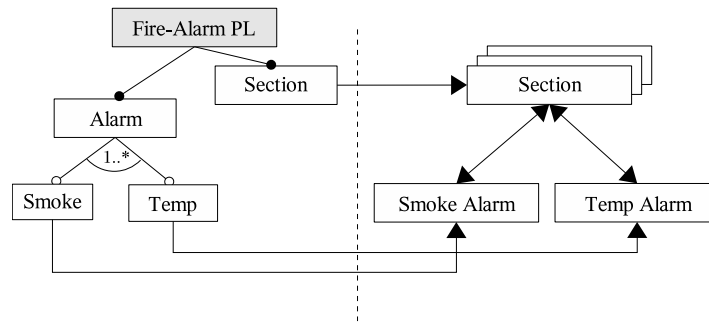 Fire-Alarm PL
Section
Section
Alarm
1..*
Smoke
Temp
Smoke Alarm
Temp Alarm